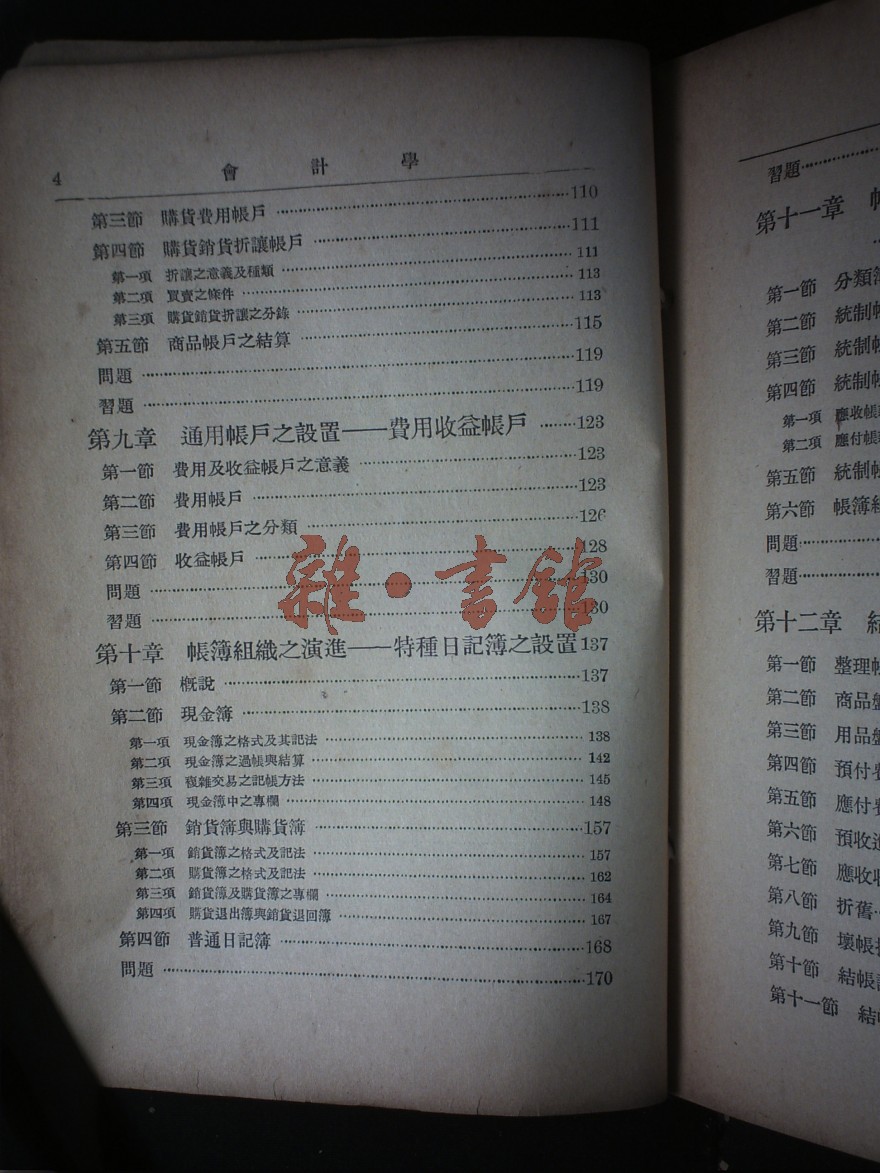 4 會計學
第三節 購貨費用帳戶 110
第四節 購貨銷貨折讓帳戶 111
第一項 折讓之意義及種類 111
第二項 買賣之條件 113
第三項 購貨銷貨折讓之分錄 113
第五節 商品帳戶之結算 115
問題 119
習題 119
第九章 通用帳戶之設置——費用收益帳戶 123
第一節 費用及收益帳戶之意義 123
第二節 費用帳戶 123
第三節 費用帳戶之分類 126
第四節 收益帳戶 128
問題 130
習題 130
第十章 帳簿組織之演進——特種日記簿之設置 137
第一節 概說 137
第二節 現金簿 138
第一項 現金簿之格式及其記法 138
第二項 現金簿之過帳與結算 142
第三項 複雜交易之記帳方法 145
第四項 現金簿中之專欄 148
第三節 銷貨簿與購貨簿 157
第一項 銷貨簿之格式及記法 157
第二項 購貨簿之格式及記法 162
第三項 銷貨簿及購貨簿之專欄 164
第四項 購貨退出簿與銷貨退回簿 167
第四節 普通日記簿 168
問題 170
雜·書館
習題
第十一章
第一節 分類
第二節 統制
第三節 統制
第四節 統制
第一項 應收帳
第二項 應付帳
第五節 統制
第六節 帳簿
問題
習題
第十二章
第一節 整理
第二節 商品
第三節 用品
第四節 預付
第五節 應付
第六節 預收
第七節 應收
第八節 折舊
第九節 壞帳
第十節 結帳
第十一節 結